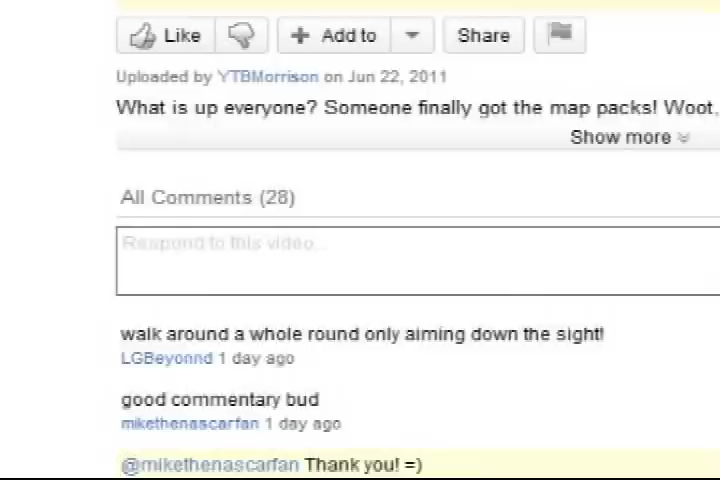 Like Add to Share
Uploaded by YTBMorrison on Jun 22, 2011
What is up everyone? Someone finally got the map packs! Woot,
Show more
All Comments (28)
Respond to this video...
walk around a whole round only aiming down the sight!
LGBeyonnd 1 day ago
good commentary bud
mikethenascarfan 1 day ago
@mikethenascarfan Thank you! =)